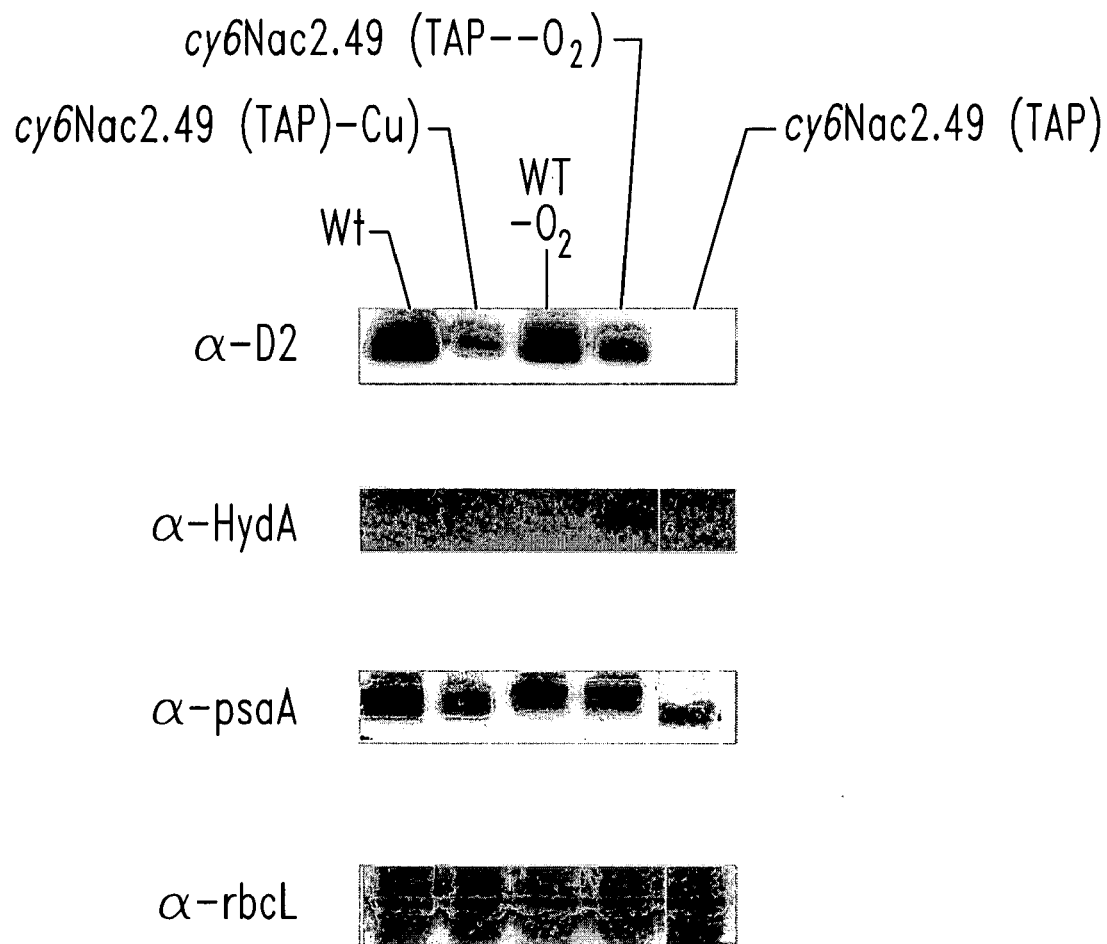 cy6Nac2.49 (TAP--O₂)
cy6Nac2.49 (TAP)-Cu)
cy6Nac2.49 (TAP)
WT
-O₂
Wt
α-D2
α-HydA
α-psaA
α-rbcL